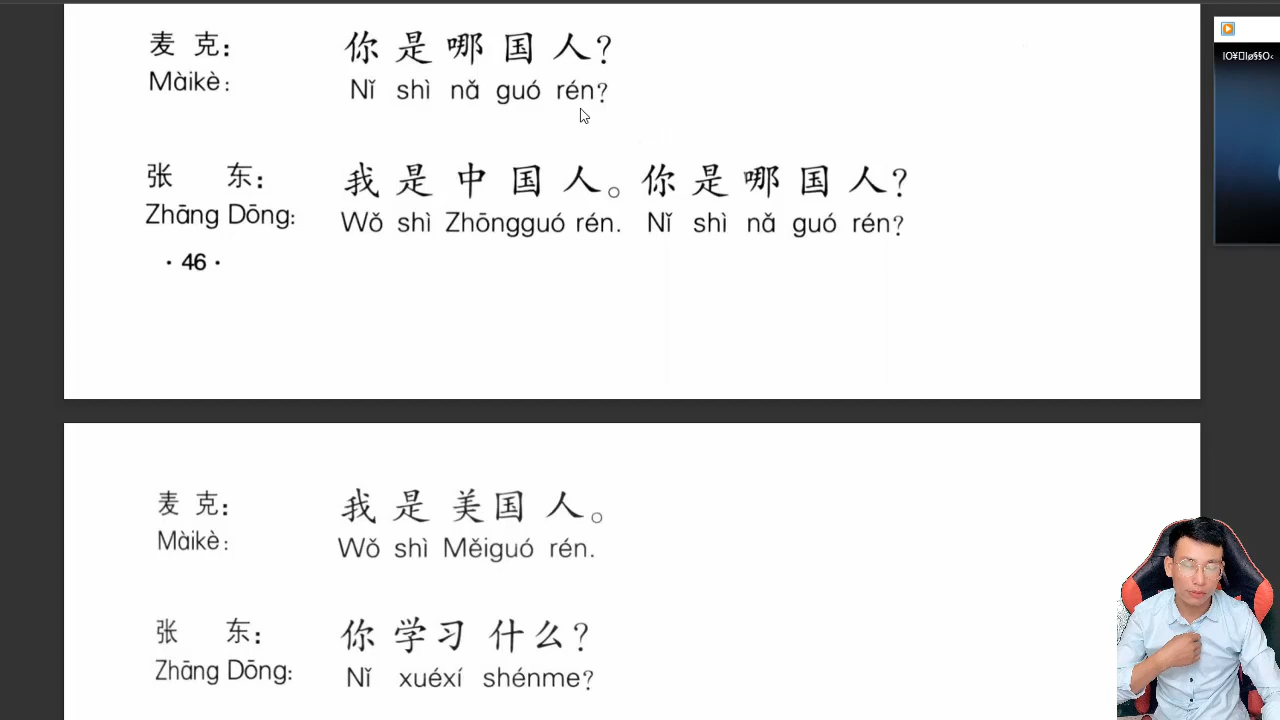 麦 克： 你 是 哪 国 人？
Màikè： Nǐ shì nǎ guó rén?
张 东： 我 是 中 国 人。你 是 哪 国 人？
Zhāng Dōng: Wǒ shì Zhōngguó rén. Nǐ shì nǎ guó rén?
· 46 ·
麦 克： 我 是 美国 人。
Màikè： Wǒ shì Měiguó rén.
张 东： 你 学习 什么？
Zhāng Dōng: Nǐ xuéxí shénme?